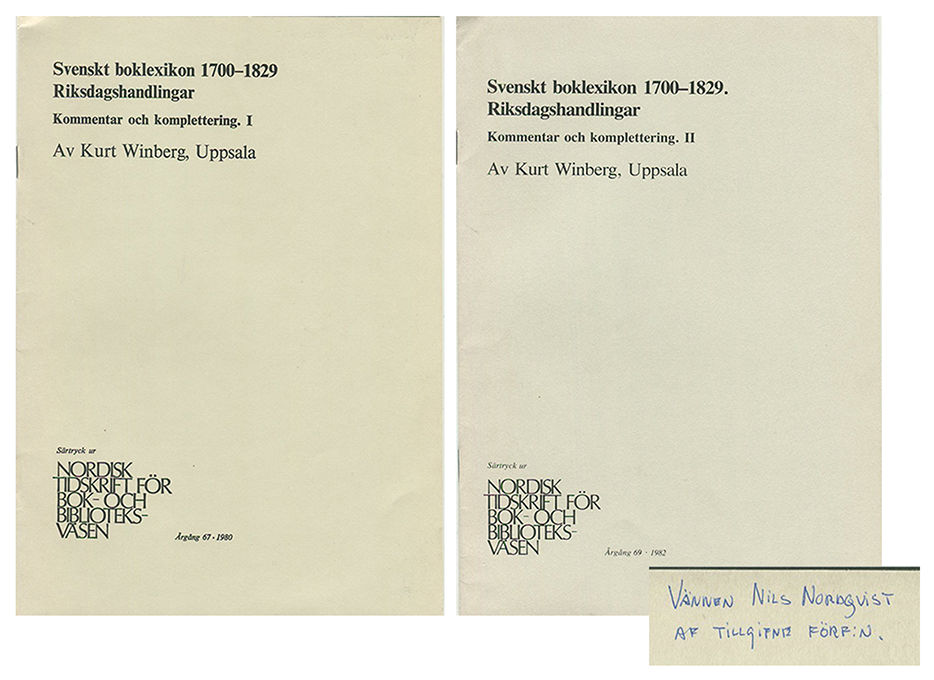 Svenskt boklexikon 1700–1829
Riksdagshandlingar
Kommentar och komplettering. I
Av Kurt Winberg, Uppsala
Särtryck ur
NORDISK
TIDSKRIFT FÖR
BOK- OCH
BIBLIOTEKS-
VÄSEN
Årgång 67 · 1980
Svenskt boklexikon 1700–1829.
Riksdagshandlingar
Kommentar och komplettering. II
Av Kurt Winberg, Uppsala
Särtryck ur
NORDISK
TIDSKRIFT FÖR
BOK- OCH
BIBLIOTEKS-
VÄSEN
Årgång 69 · 1982
VÄNNEN NILS NORDQVIST
AF TILLGIFNE FÖRF:N.